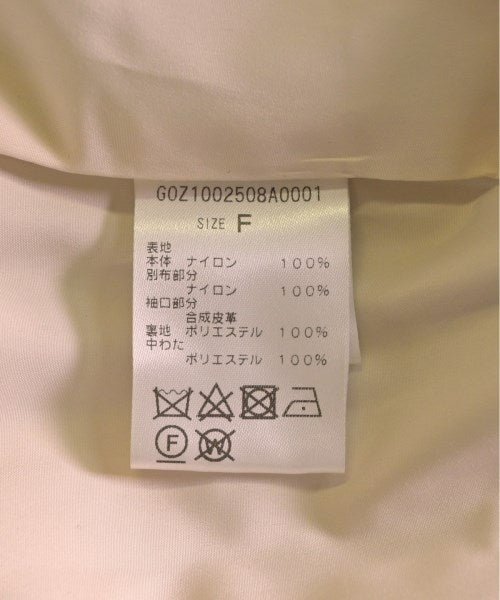 G0Z1002508A0001
SIZE F
表地
本体 ナイロン 100%
別布部分
ナイロン 100%
袖口部分
合成皮革
裏地 ポリエステル 100%
中わた
ポリエステル 100%
F W